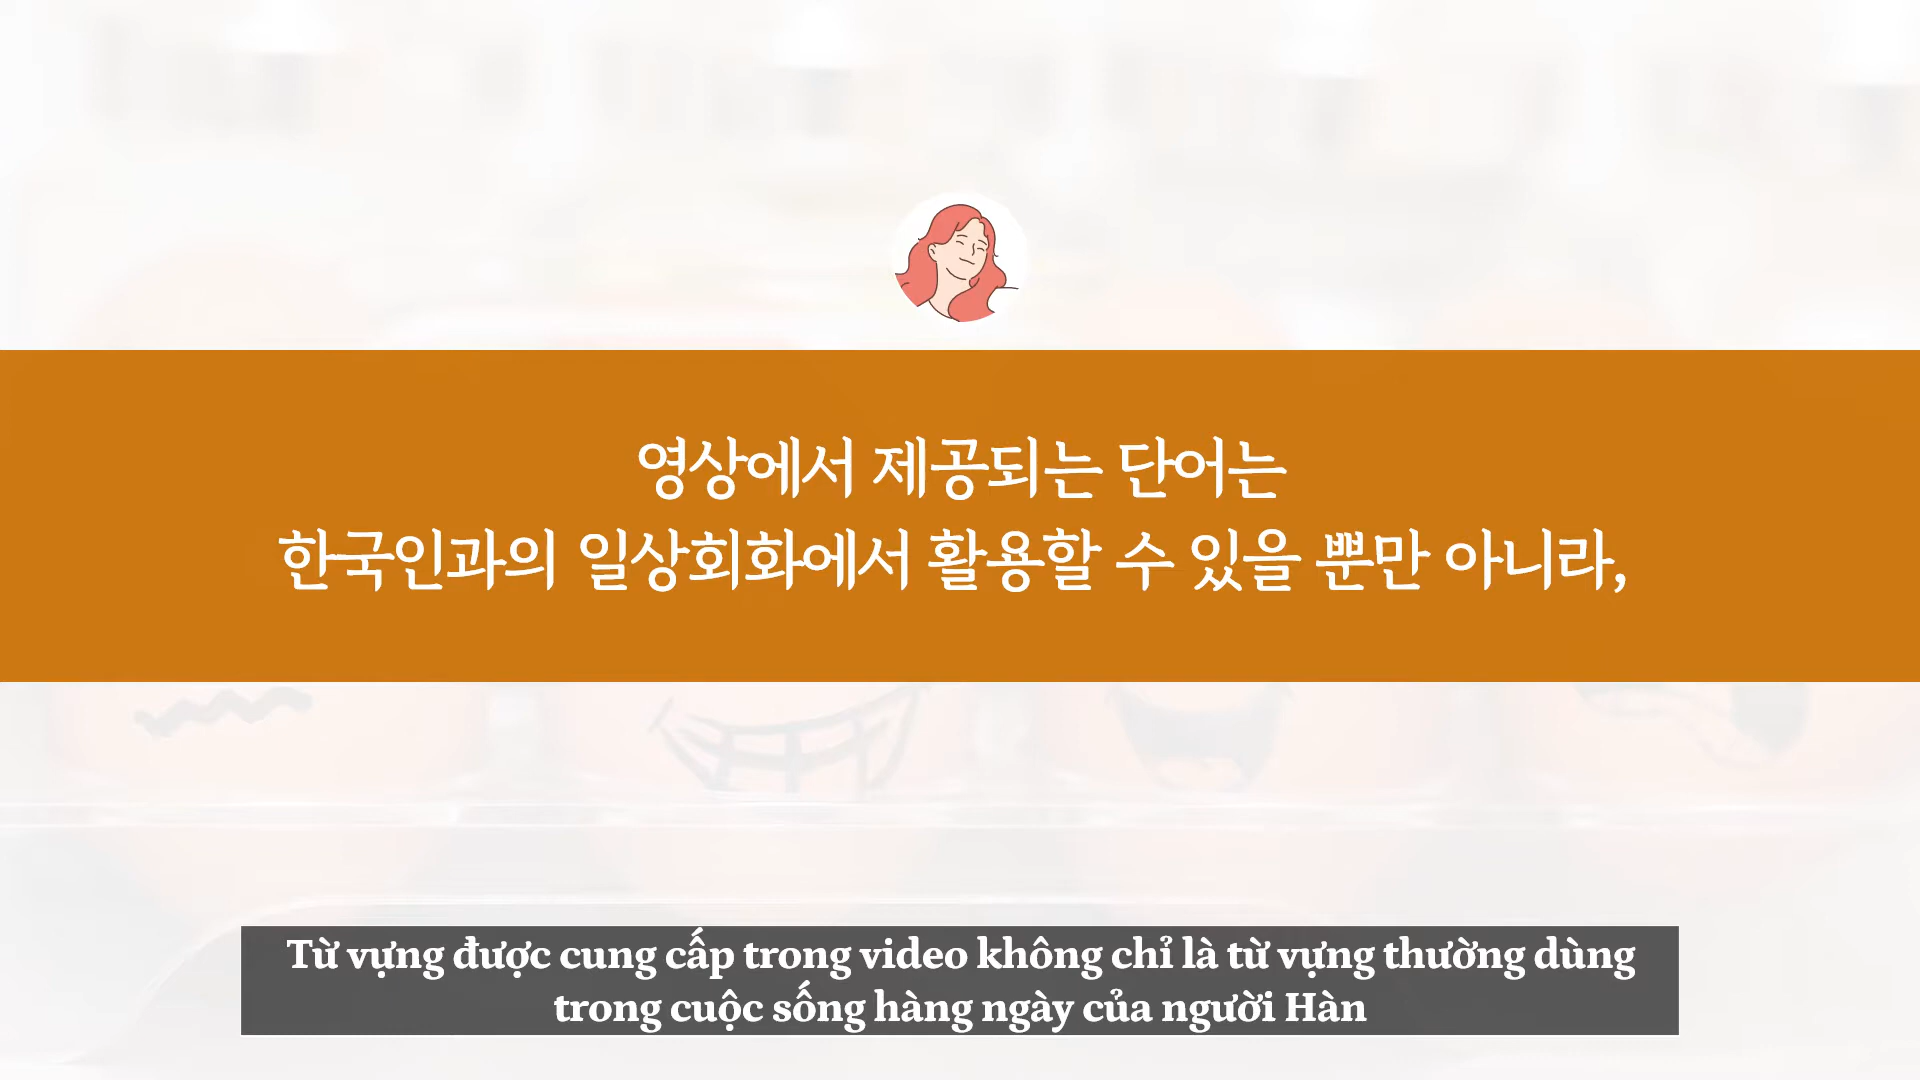 영상에서 제공되는 단어는
한국인과의 일상회화에서 활용할 수 있을 뿐만 아니라,
Từ vựng được cung cấp trong video không chỉ là từ vựng thường dùng
trong cuộc sống hàng ngày của người Hàn